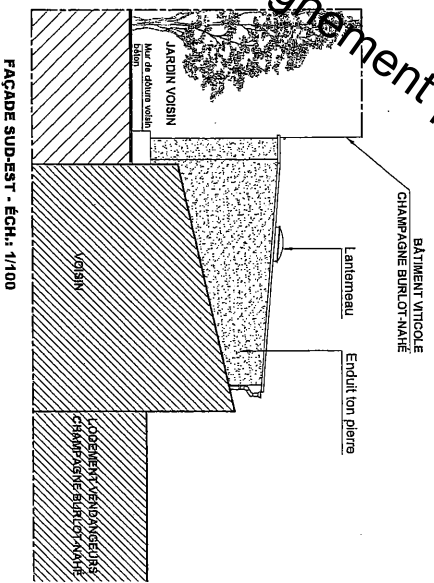 gnement
BÂTIMENT VITICOLE
CHAMPAGNE BURLOT-NAHÉ
Lanterneau
Enduit ton pierre
JARDIN VOISIN
Mur de clôture voisin
béton
VOISIN
LOGEMENT VENDANGEURS
CHAMPAGNE BURLOT-NAHÉ
FAÇADE SUD-EST - ÉCH.: 1/100